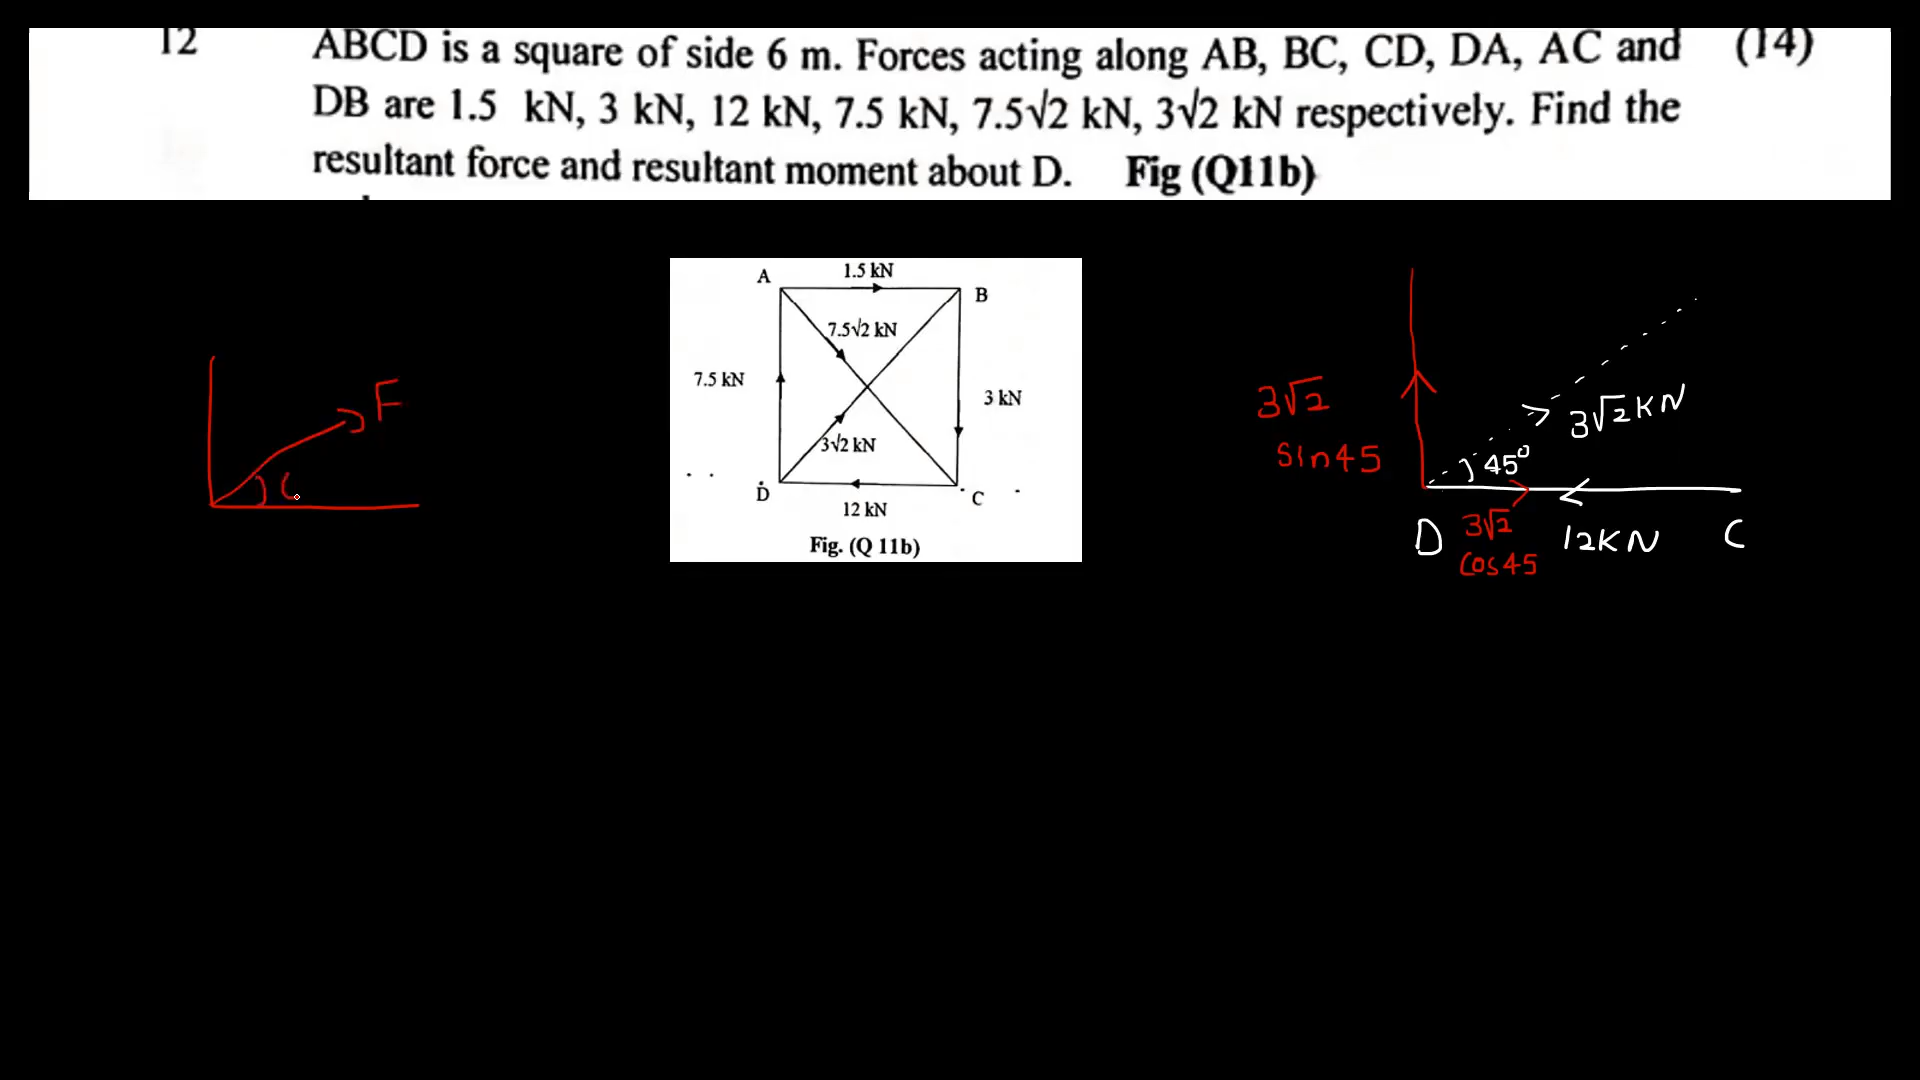 12 ABCD is a square of side 6 m. Forces acting along AB, BC, CD, DA, AC and (14)
DB are 1.5 kN, 3 kN, 12 kN, 7.5 kN, 7.5√2 kN, 3√2 kN respectively. Find the
resultant force and resultant moment about D. Fig (Q11b)
F
A
1.5 kN
B
7.5√2 kN
7.5 kN
3 kN
3√2 kN
D
12 kN
C
Fig. (Q 11b)
3√2
sin45
3√2KN
45°
D
3√2
cos45
12KN
C